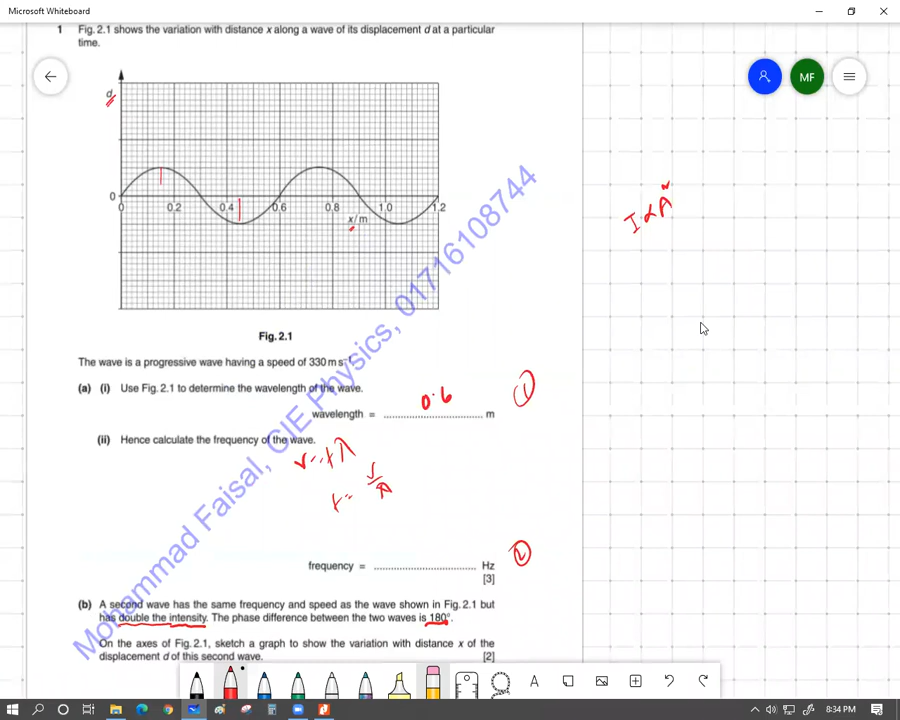 Microsoft Whiteboard
1 Fig. 2.1 shows the variation with distance x along a wave of its displacement d at a particular
time.
MF
d
0
0 0.2 0.4 0.6 0.8 1.0 1.2
x/m
I ∝ A²
Fig. 2.1
The wave is a progressive wave having a speed of 330 m s⁻¹.
(a) (i) Use Fig. 2.1 to determine the wavelength of the wave.
wavelength = .................................. m
0.6
1
(ii) Hence calculate the frequency of the wave.
v = fλ
f = v/λ
frequency = .................................. Hz
2
[3]
(b) A second wave has the same frequency and speed as the wave shown in Fig. 2.1 but
has double the intensity. The phase difference between the two waves is 180°.
On the axes of Fig. 2.1, sketch a graph to show the variation with distance x of the
displacement d of this second wave.
[2]
Mohammad Faisal, CIE Physics, 01716108744
A
8:34 PM